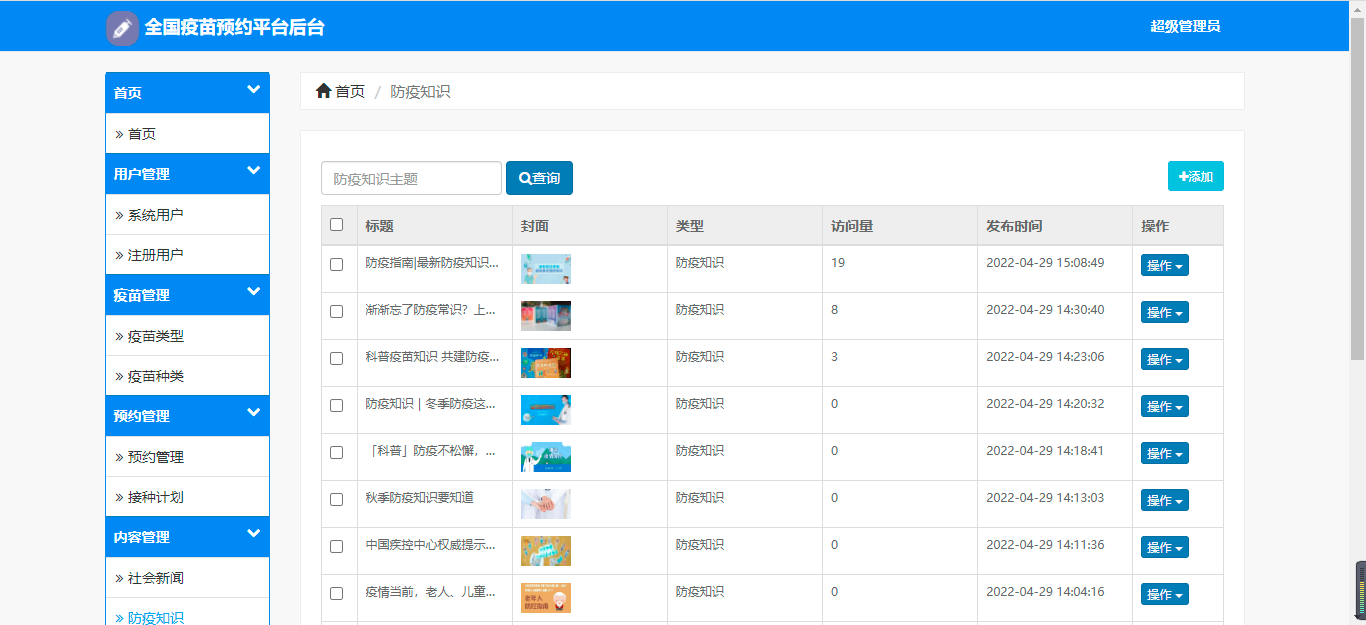 全国疫苗预约平台后台
超级管理员
首页
» 首页
用户管理
» 系统用户
» 注册用户
疫苗管理
» 疫苗类型
» 疫苗种类
预约管理
» 预约管理
» 接种计划
内容管理
» 社会新闻
» 防疫知识
首页 / 防疫知识
防疫知识主题 查询 添加
标题 封面 类型 访问量 发布时间 操作
防疫指南|最新防疫知识... 防疫知识 19 2022-04-29 15:08:49 操作
渐渐忘了防疫常识？上... 防疫知识 8 2022-04-29 14:30:40 操作
科普疫苗知识 共建防疫... 防疫知识 3 2022-04-29 14:23:06 操作
防疫知识 | 冬季防疫这... 防疫知识 0 2022-04-29 14:20:32 操作
「科普」防疫不松懈，... 防疫知识 0 2022-04-29 14:18:41 操作
秋季防疫知识要知道 防疫知识 0 2022-04-29 14:13:03 操作
中国疾控中心权威提示... 防疫知识 0 2022-04-29 14:11:36 操作
疫情当前，老人、儿童... 老年人 防疫知识 0 2022-04-29 14:04:16 操作